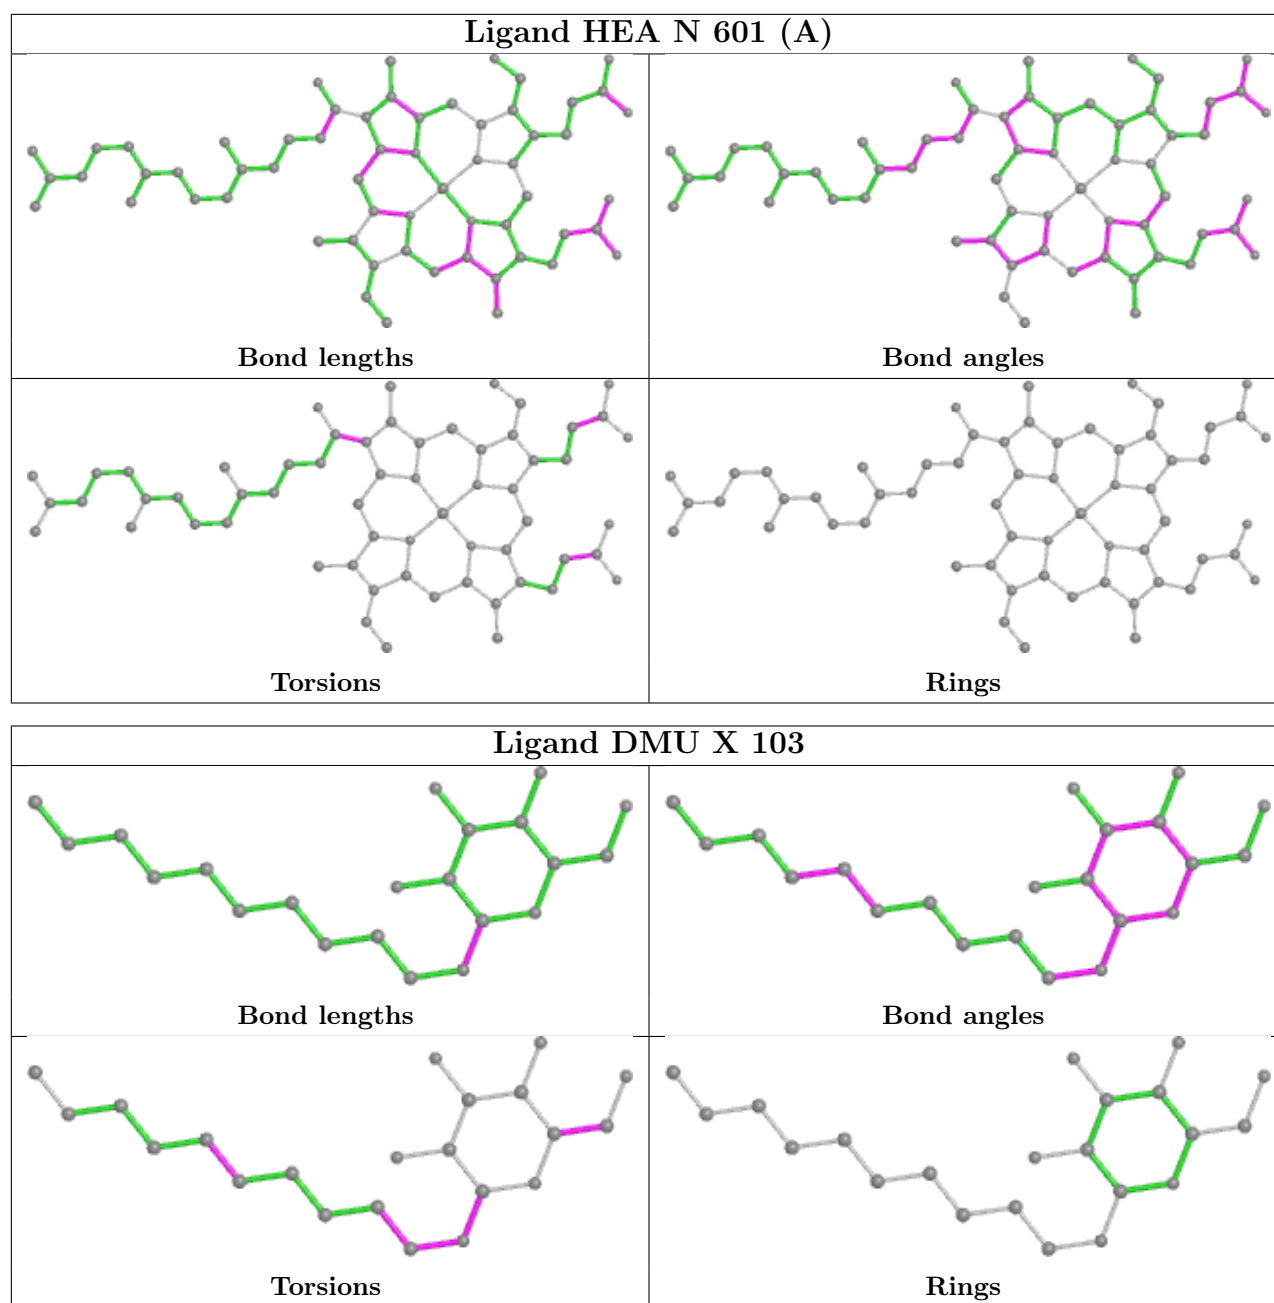 Ligand HEA N 601 (A)
Bond lengths
Bond angles
Torsions
Rings
Ligand DMU X 103
Bond lengths
Bond angles
Torsions
Rings